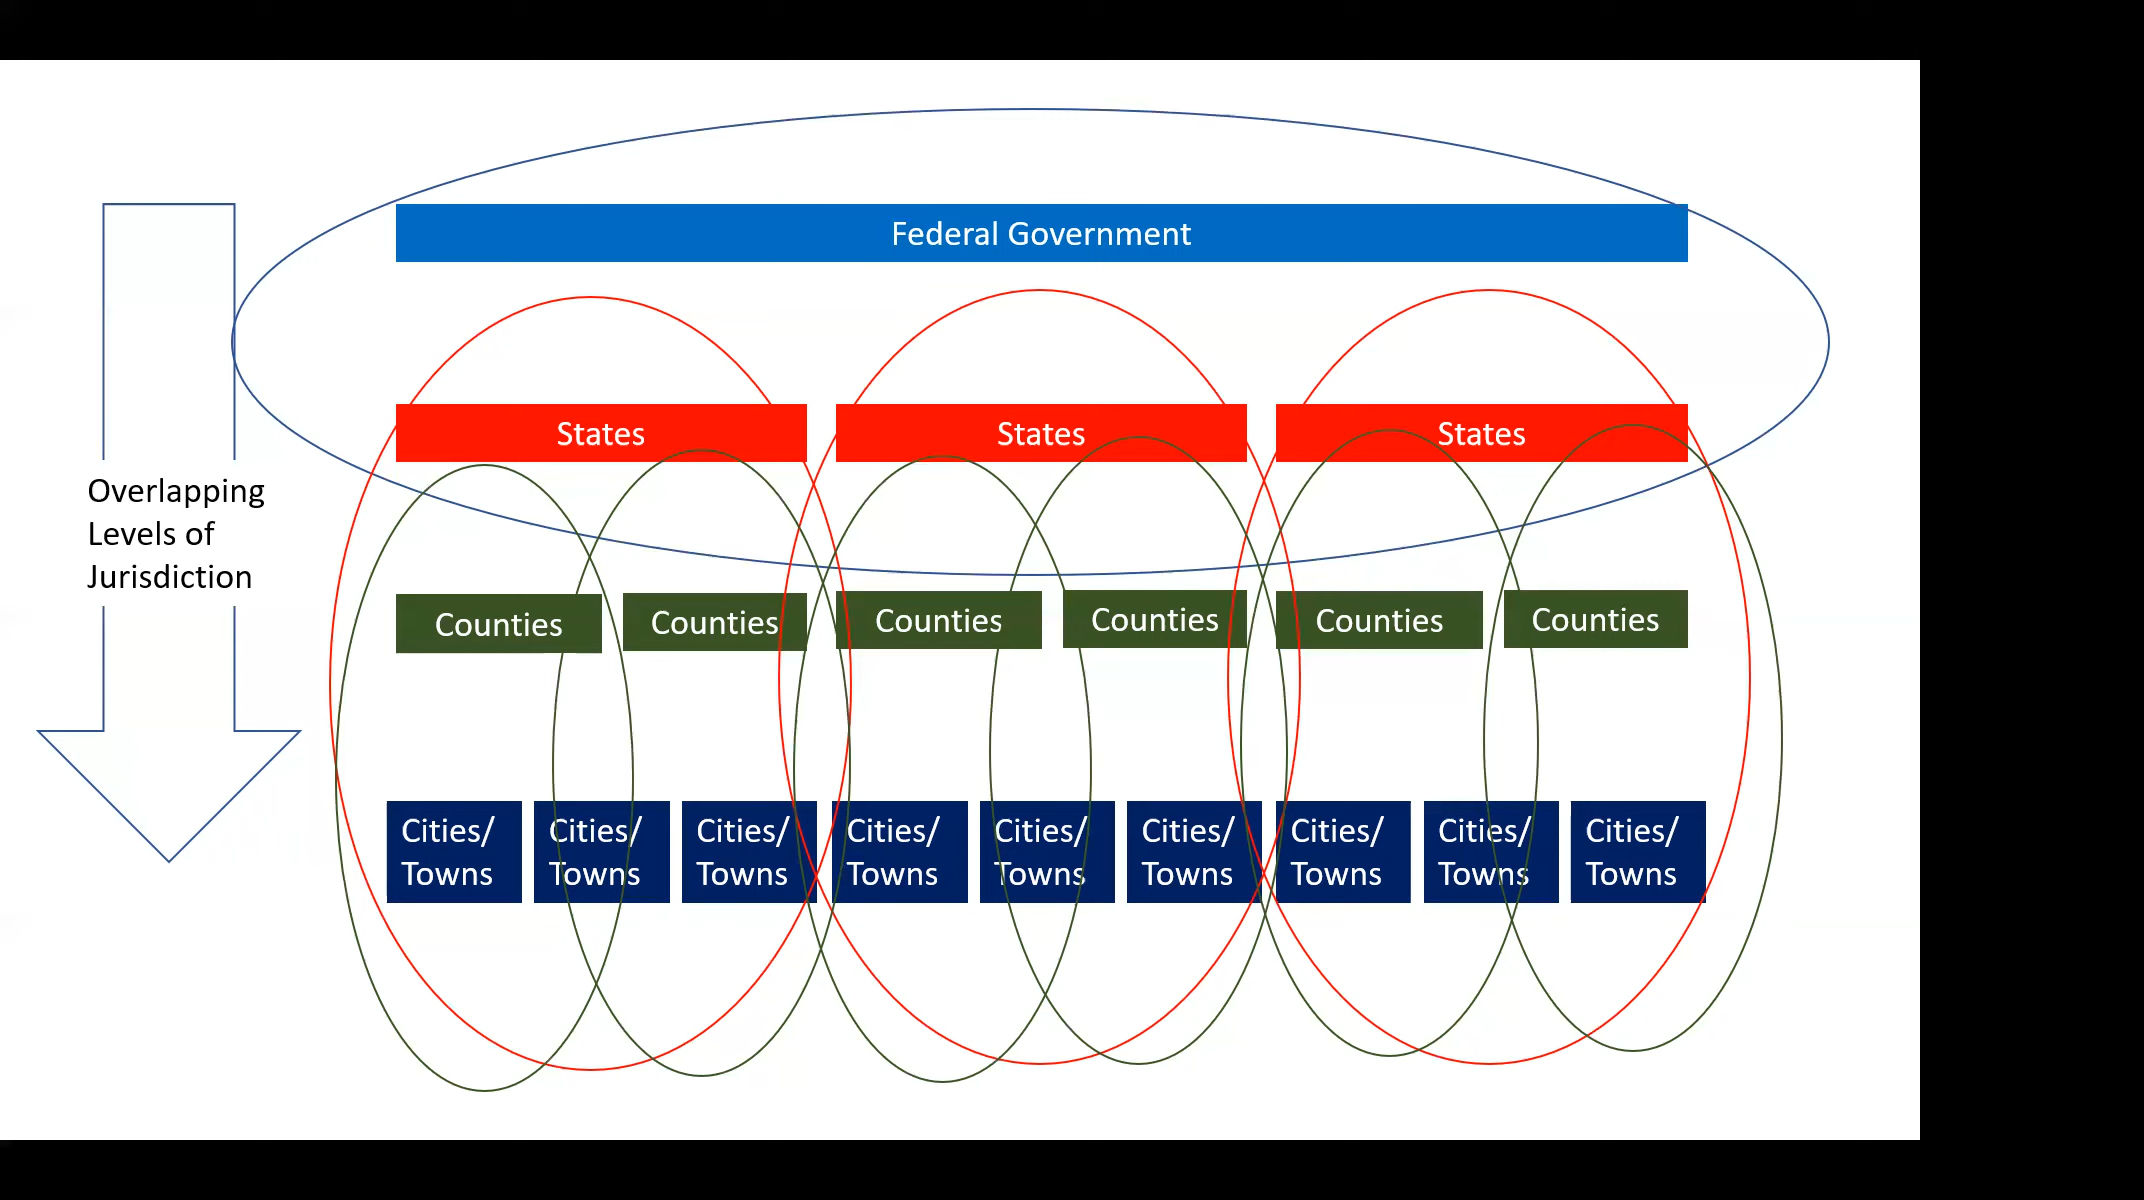 Federal Government
States
States
States
Overlapping
Levels of
Jurisdiction
Counties
Counties
Counties
Counties
Counties
Counties
Cities/
Towns
Cities/
Towns
Cities/
Towns
Cities/
Towns
Cities/
Towns
Cities/
Towns
Cities/
Towns
Cities/
Towns
Cities/
Towns